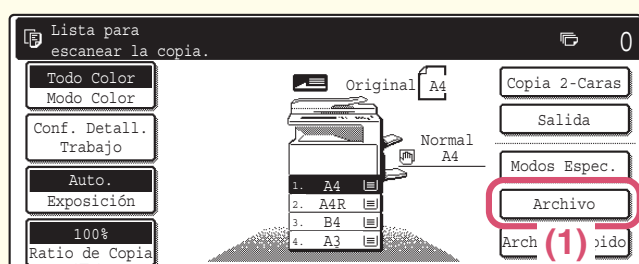 Lista para
escanear la copia.
0
Todo Color
Modo Color
Conf. Detall.
Trabajo
Auto.
Exposición
100%
Ratio de Copia
Original
A4
Normal
A4
1. A4
2. A4R
3. B4
4. A3
Copia 2-Caras
Salida
Modos Espec.
Archivo
Arch
(1)